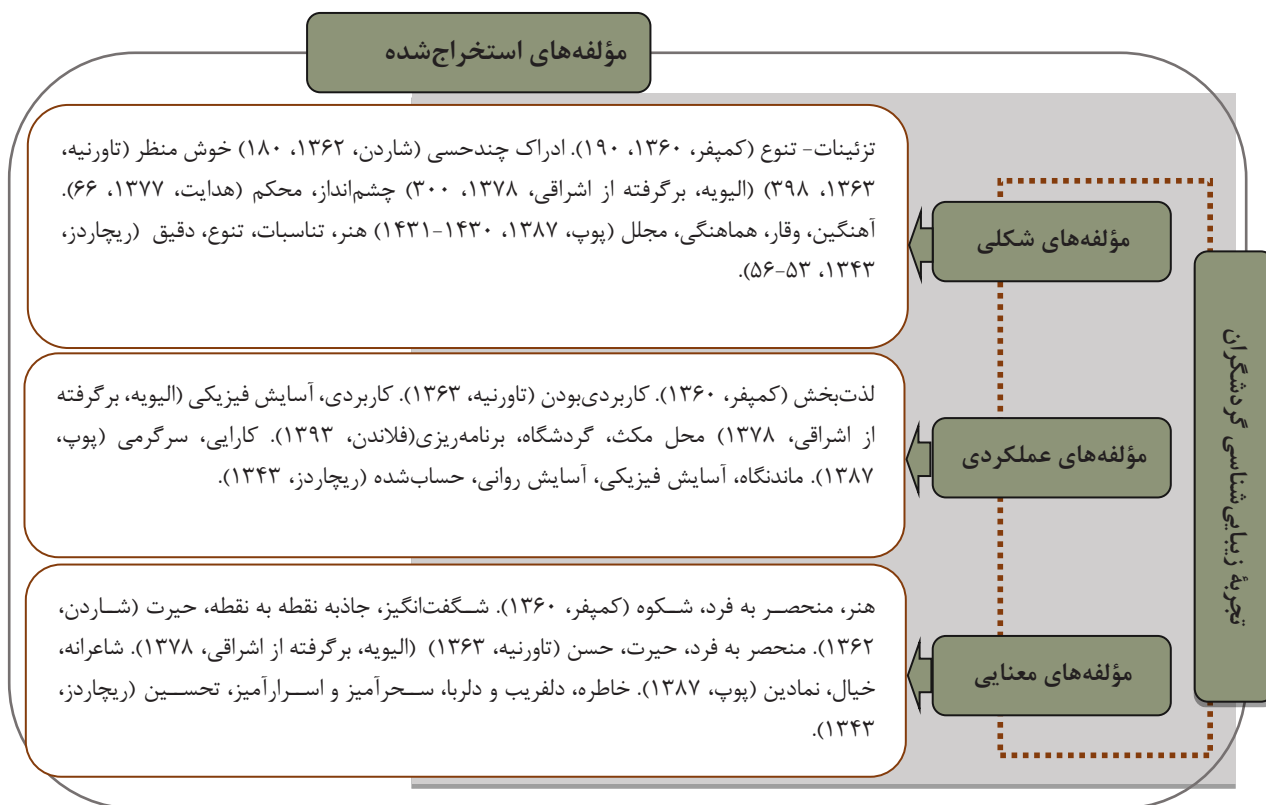 مؤلفه‌های استخراج‌شده
تجربۀ زیبایی‌شناسی گردشگران
مؤلفه‌های شکلی
تزئینات- تنوع (کمپفر، ۱۳۶۰، ۱۹۰). ادراک چندحسی (شاردن، ۱۳۶۲، ۱۸۰) خوش منظر (تاورنیه،
۱۳۶۳، ۳۹۸) (الیویه، برگرفته از اشراقی، ۱۳۷۸، ۳۰۰) چشم‌انداز، محکم (هدایت، ۱۳۷۷، ۶۶).
آهنگین، وقار، هماهنگی، مجلل (پوپ، ۱۳۸۷، ۱۴۳۰-۱۴۳۱) هنر، تناسبات، تنوع، دقیق (ریچاردز،
۱۳۴۳، ۵۳-۵۶).
مؤلفه‌های عملکردی
لذت‌بخش (کمپفر، ۱۳۶۰). کاربردی‌بودن (تاورنیه، ۱۳۶۳). کاربردی، آسایش فیزیکی (الیویه، برگرفته
از اشراقی، ۱۳۷۸) محل مکث، گردشگاه، برنامه‌ریزی(فلاندن، ۱۳۹۳). کارایی، سرگرمی (پوپ،
۱۳۸۷). ماندنگاه، آسایش فیزیکی، آسایش روانی، حساب‌شده (ریچاردز، ۱۳۴۳).
مؤلفه‌های معنایی
هنر، منحصر به فرد، شکوه (کمپفر، ۱۳۶۰). شگفت‌انگیز، جاذبه نقطه به نقطه، حیرت (شاردن،
۱۳۶۲). منحصر به فرد، حیرت، حسن (تاورنیه، ۱۳۶۳) (الیویه، برگرفته از اشراقی، ۱۳۷۸). شاعرانه،
خیال، نمادین (پوپ، ۱۳۸۷). خاطره، دلفریب و دلربا، سحرآمیز و اسرارآمیز، تحسین (ریچاردز،
۱۳۴۳).